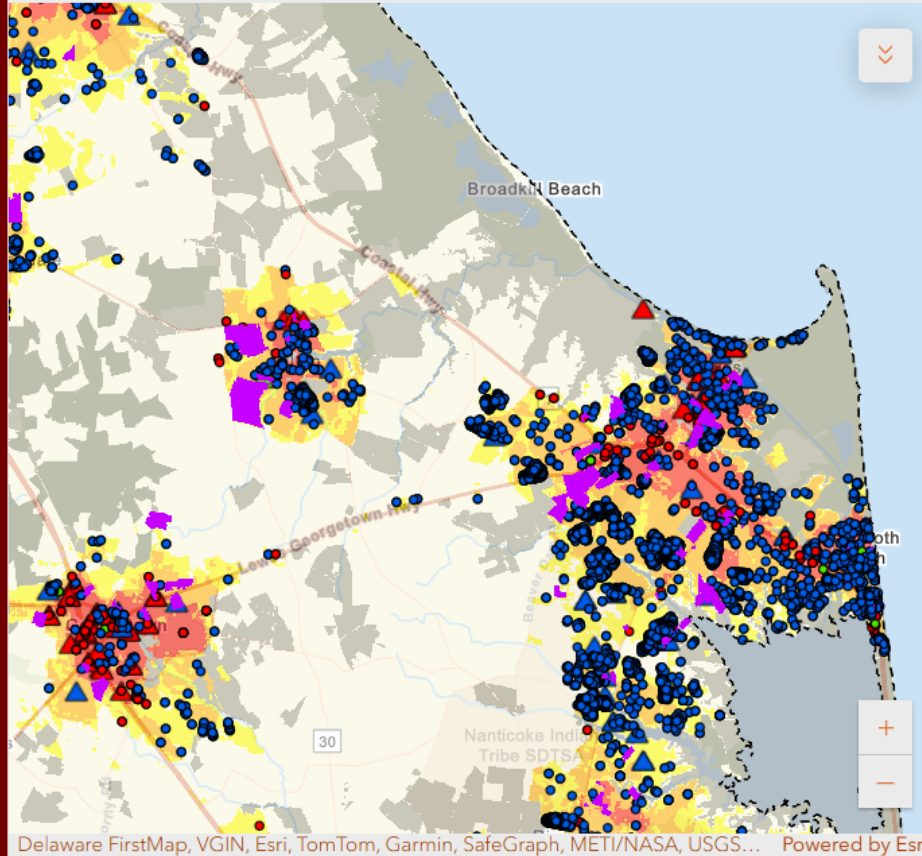 Coastal Hwy
Broadkill Beach
Coastal Hwy
Lewes Georgetown Hwy
30
Nanticoke Indian
Tribe SDTSA
+
−
Delaware FirstMap, VGIN, Esri, TomTom, Garmin, SafeGraph, METI/NASA, USGS... Powered by Esri